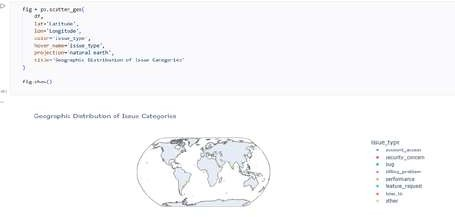 fig = px.scatter_geo(
df,
lat='Latitude',
lon='Longitude',
color='issue_type',
hover_name='issue_type',
projection='natural earth',
title='Geographic Distribution of Issue Categories'
)
fig.show()
Geographic Distribution of Issue Categories
issue_type
account_access
security_concern
bug
billing_problem
performance
feature_request
how_to
other